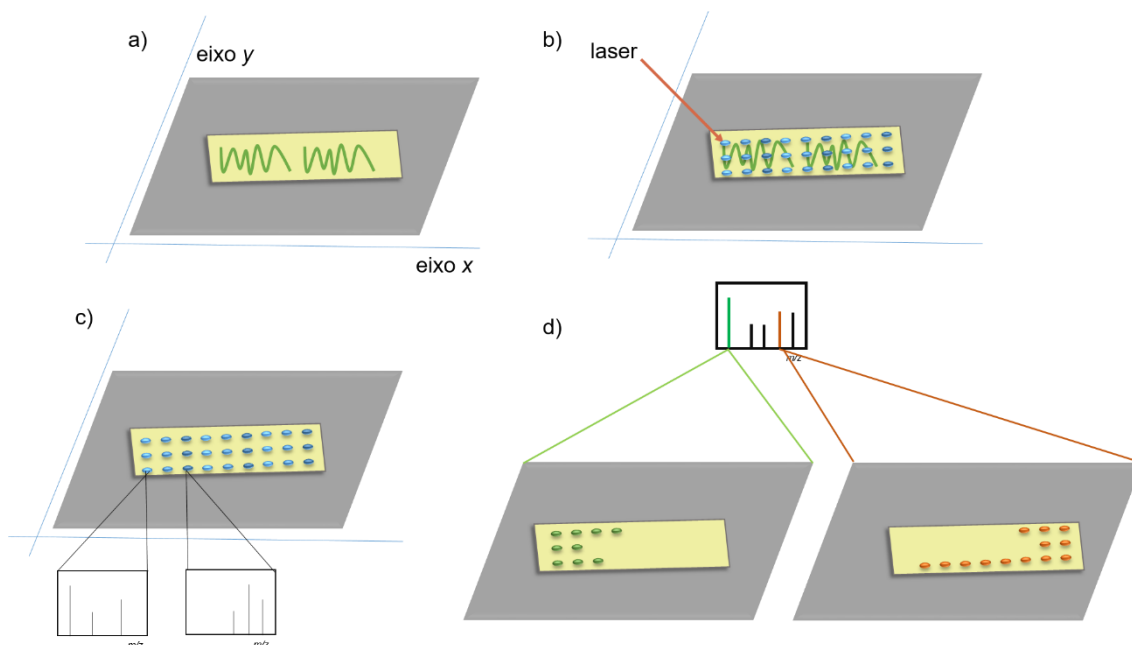 a)
eixo y
eixo x
b)
laser
c)
m/z
m/z
d)
m/z